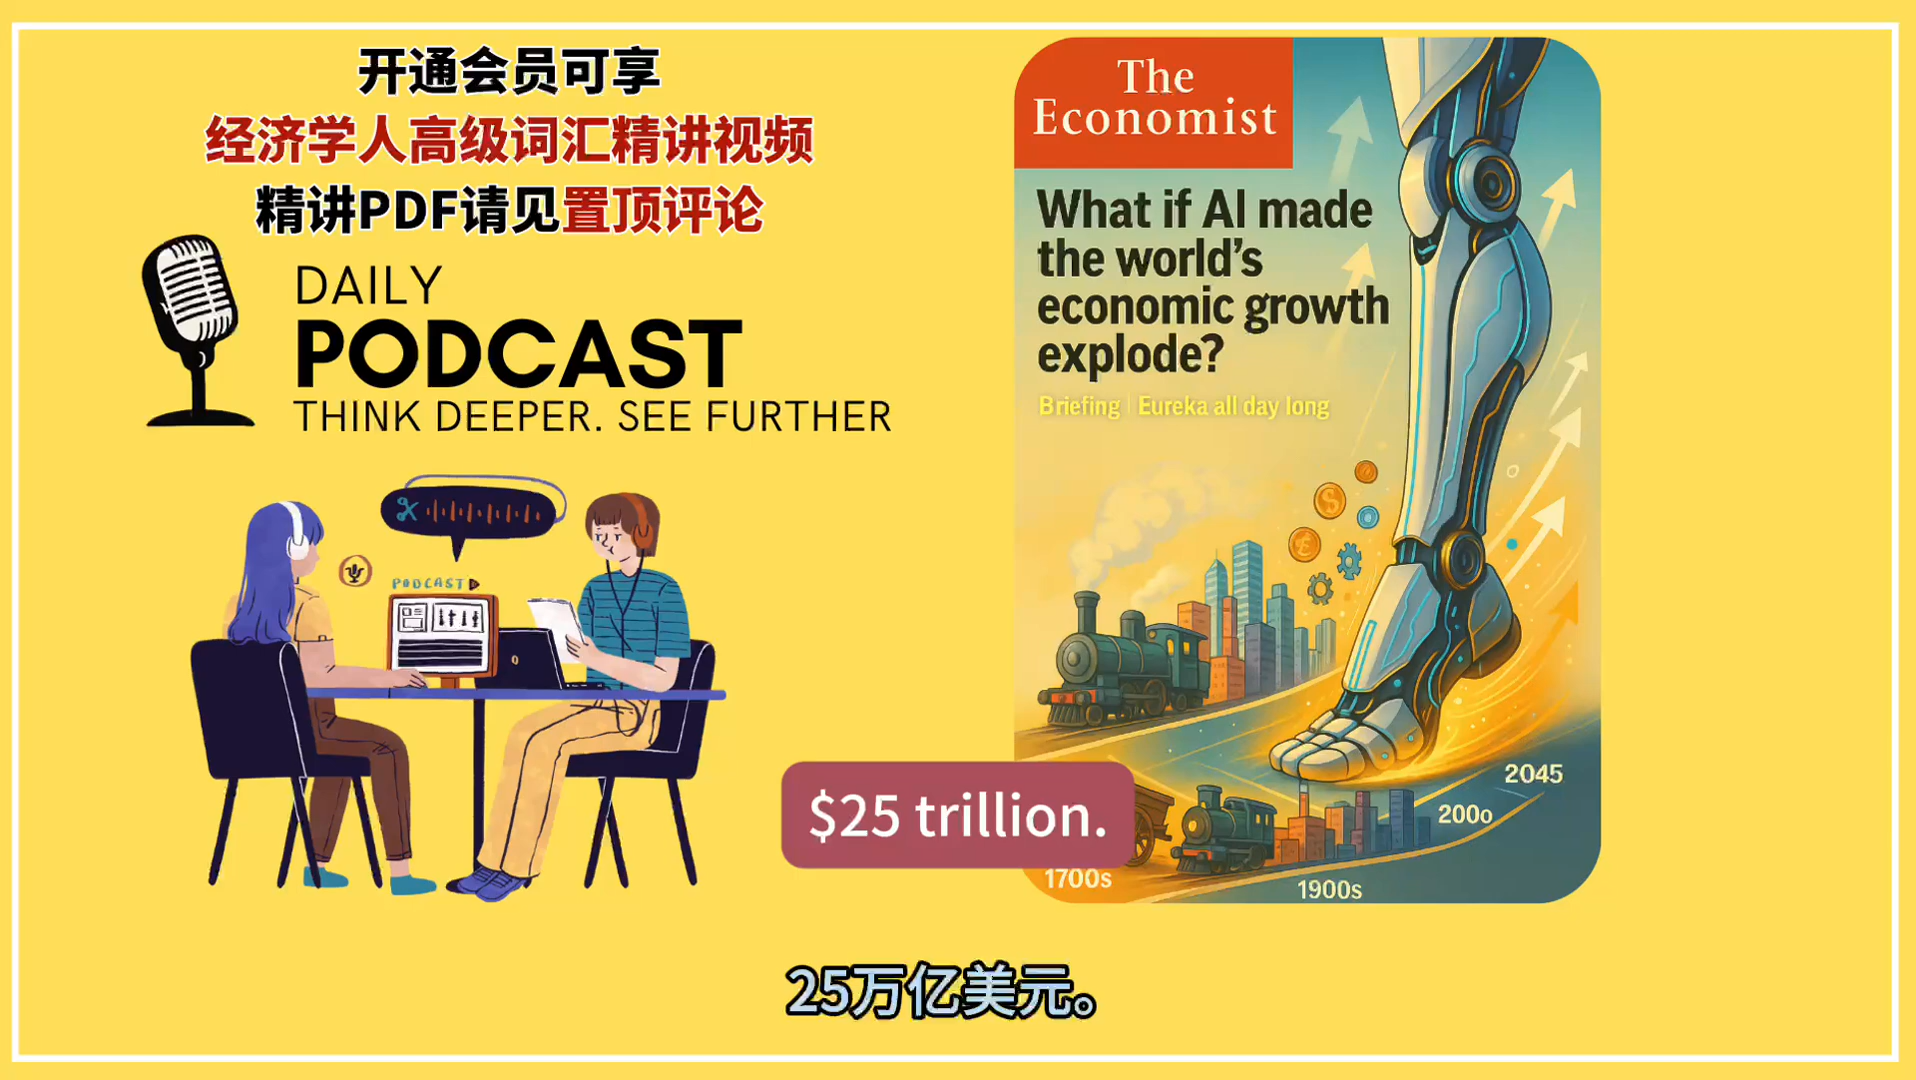 开通会员可享
经济学人高级词汇精讲视频
精讲PDF请见置顶评论
DAILY
PODCAST
THINK DEEPER. SEE FURTHER
PODCAST
The
Economist
What if AI made
the world's
economic growth
explode?
Briefing | Eureka all day long
2045
200o
$25 trillion.
1700s
1900s
25万亿美元。